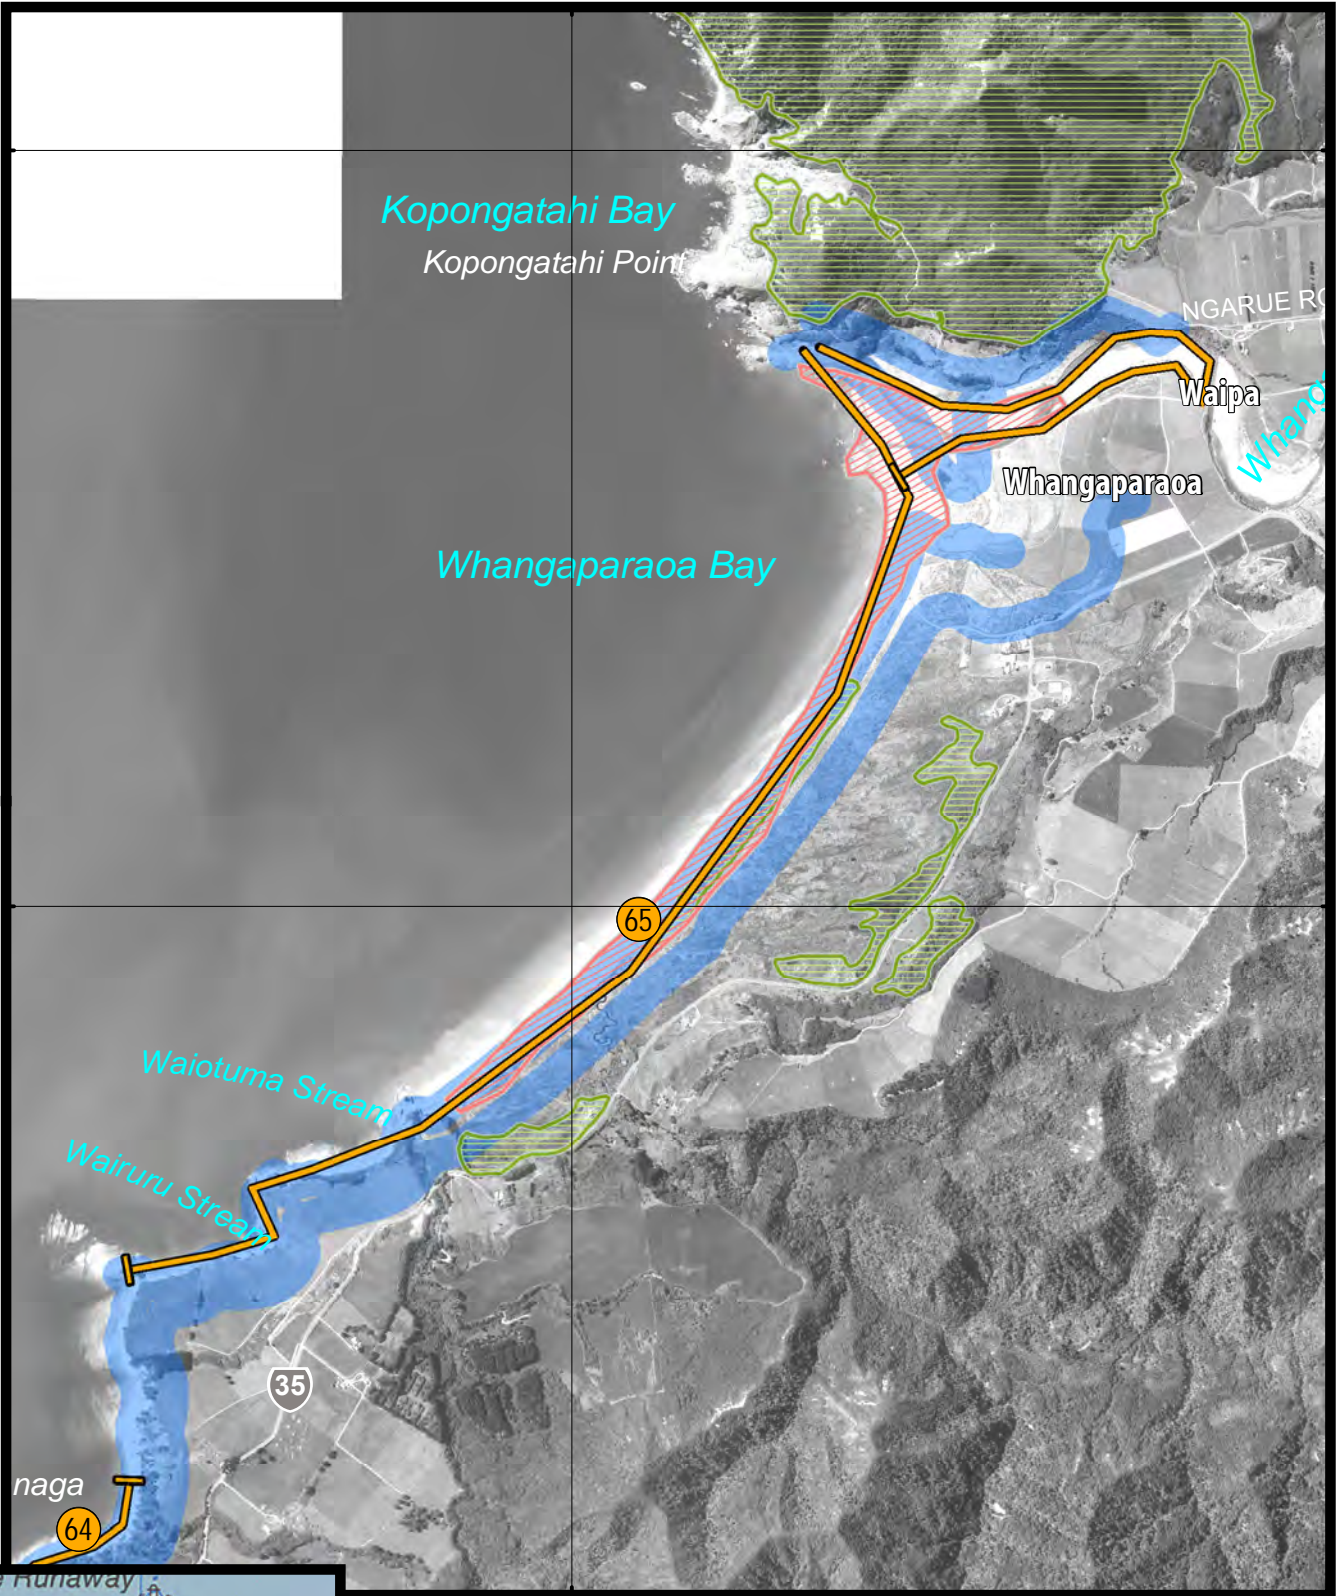 Kopongatahi Bay
Kopongatahi Point
NGARUE
Waipa
Whangaparaoa
Whangaparaoa Bay
65
Waiotuma Stream
Wairuru Stream
35
naga
64
Runaway